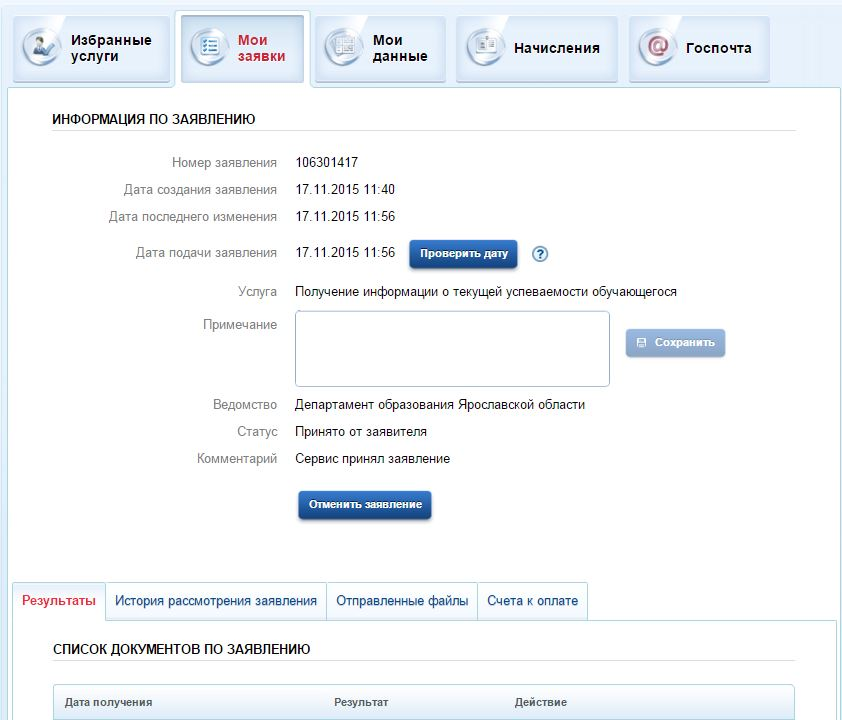 Избранные
услуги
Мои
заявки
Мои
данные
Начисления
Госпочта
ИНФОРМАЦИЯ ПО ЗАЯВЛЕНИЮ
Номер заявления 106301417
Дата создания заявления 17.11.2015 11:40
Дата последнего изменения 17.11.2015 11:56
Дата подачи заявления 17.11.2015 11:56 Проверить дату ?
Услуга Получение информации о текущей успеваемости обучающегося
Примечание
Сохранить
Ведомство Департамент образования Ярославской области
Статус Принято от заявителя
Комментарий Сервис принял заявление
Отменить заявление
Результаты История рассмотрения заявления Отправленные файлы Счета к оплате
СПИСОК ДОКУМЕНТОВ ПО ЗАЯВЛЕНИЮ
Дата получения Результат Действие